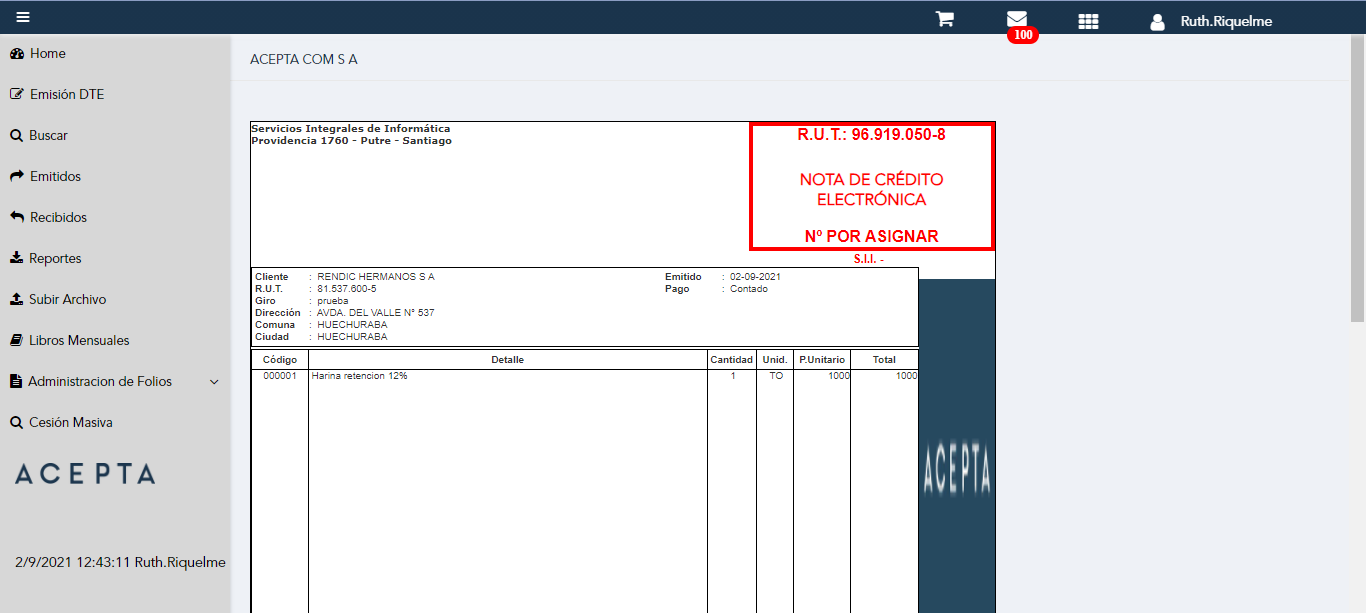 Ruth.Riquelme
100
Home
Emisión DTE
Buscar
Emitidos
Recibidos
Reportes
Subir Archivo
Libros Mensuales
Administracion de Folios
Cesión Masiva
ACEPTA
2/9/2021 12:43:11 Ruth.Riquelme
ACEPTA COM S A
Servicios Integrales de Informática
Providencia 1760 - Putre - Santiago
R.U.T.: 96.919.050-8
NOTA DE CRÉDITO
ELECTRÓNICA
Nº POR ASIGNAR
S.I.I. -
Cliente : RENDIC HERMANOS S A Emitido : 02-09-2021
R.U.T. : 81.537.600-5 Pago : Contado
Giro : prueba
Dirección : AVDA. DEL VALLE N° 537
Comuna : HUECHURABA
Ciudad : HUECHURABA
Código Detalle Cantidad Unid. P.Unitario Total
000001 Harina retencion 12% 1 TO 1000 1000
ACEPTA